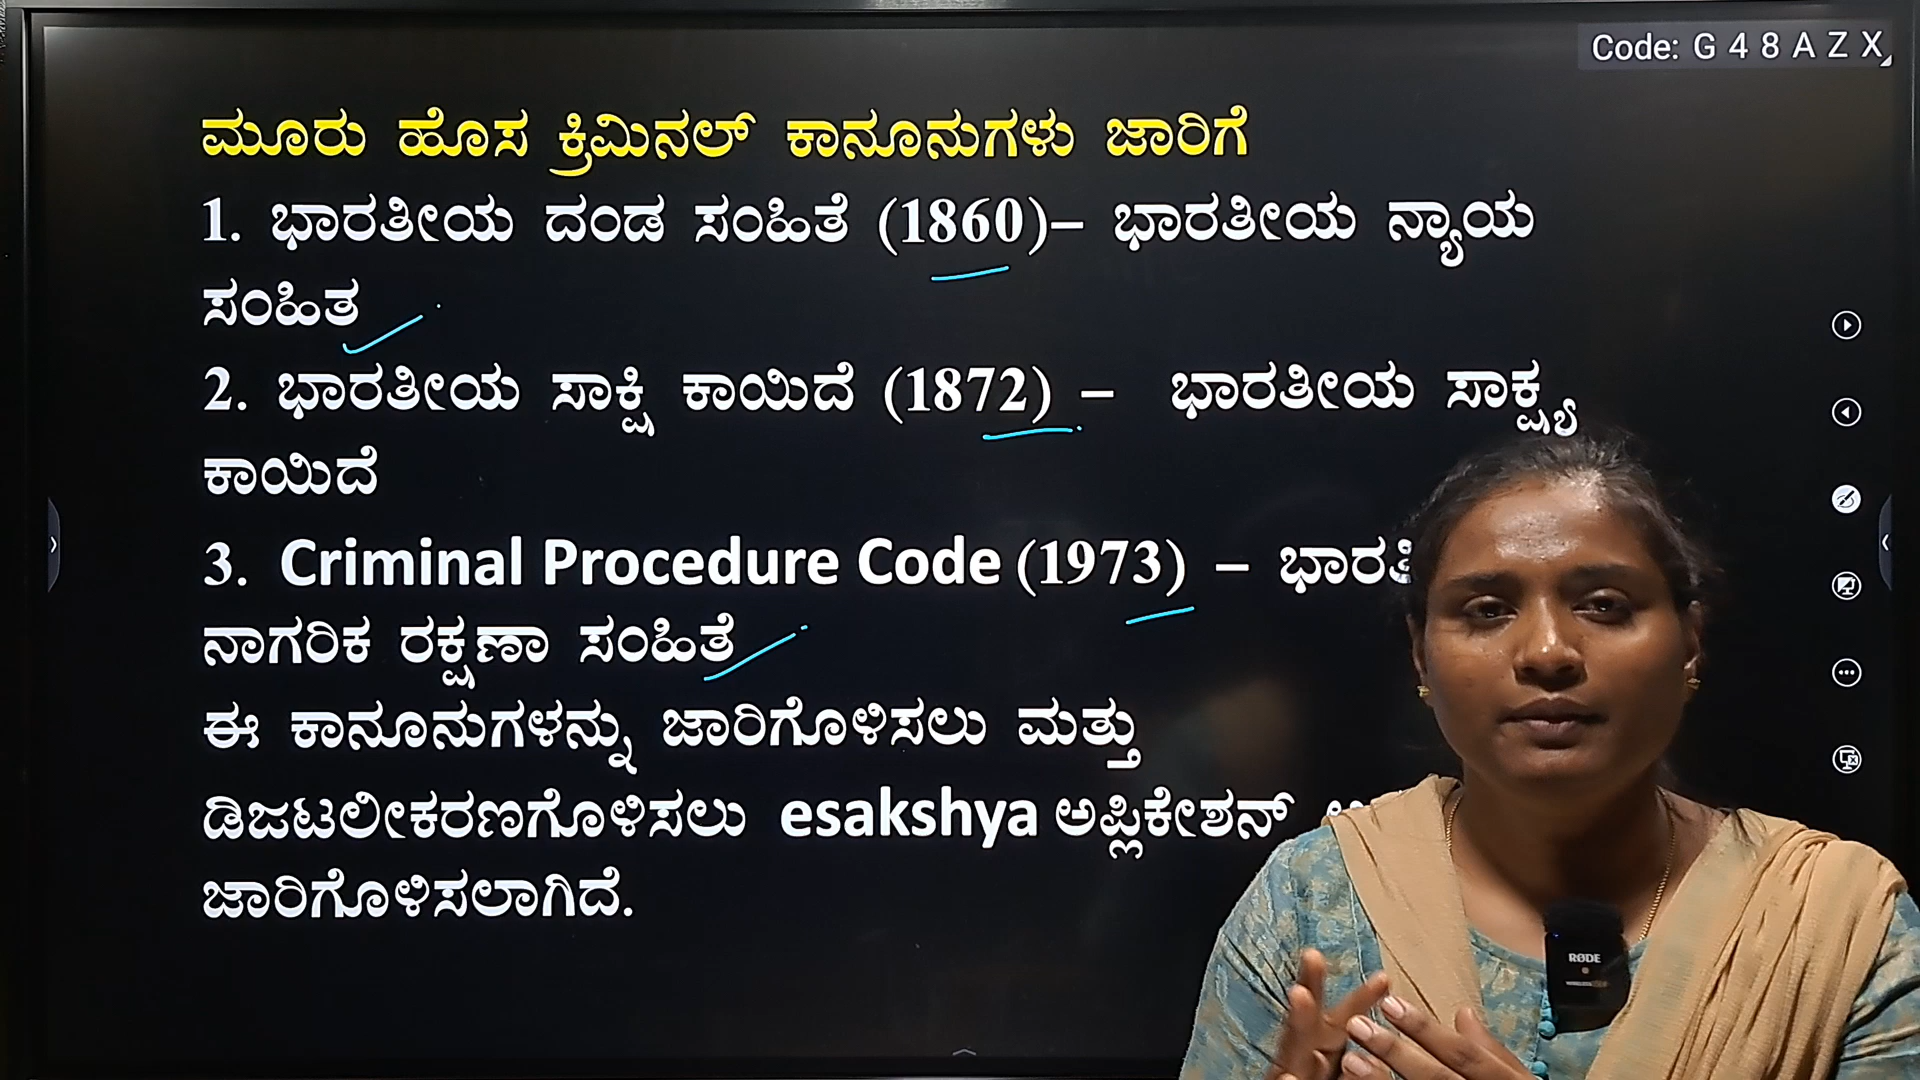 Code: G 4 8 A Z X
ಮೂರು ಹೊಸ ಕ್ರಿಮಿನಲ್ ಕಾನೂನುಗಳು ಜಾರಿಗೆ
1. ಭಾರತೀಯ ದಂಡ ಸಂಹಿತೆ (1860)– ಭಾರತೀಯ ನ್ಯಾಯ
ಸಂಹಿತ
2. ಭಾರತೀಯ ಸಾಕ್ಷಿ ಕಾಯಿದೆ (1872) – ಭಾರತೀಯ ಸಾಕ್ಷ್ಯ
ಕಾಯಿದೆ
3. Criminal Procedure Code (1973) –
ನಾಗರಿಕ ರಕ್ಷಣಾ ಸಂಹಿತೆ
ಈ ಕಾನೂನುಗಳನ್ನು ಜಾರಿಗೊಳಿಸಲು ಮತ್ತು
ಡಿಜಟಲೀಕರಣಗೊಳಿಸಲು esakshya ಅಪ್ಲಿಕೇಶನ್
ಜಾರಿಗೊಳಿಸಲಾಗಿದೆ.
RØDE